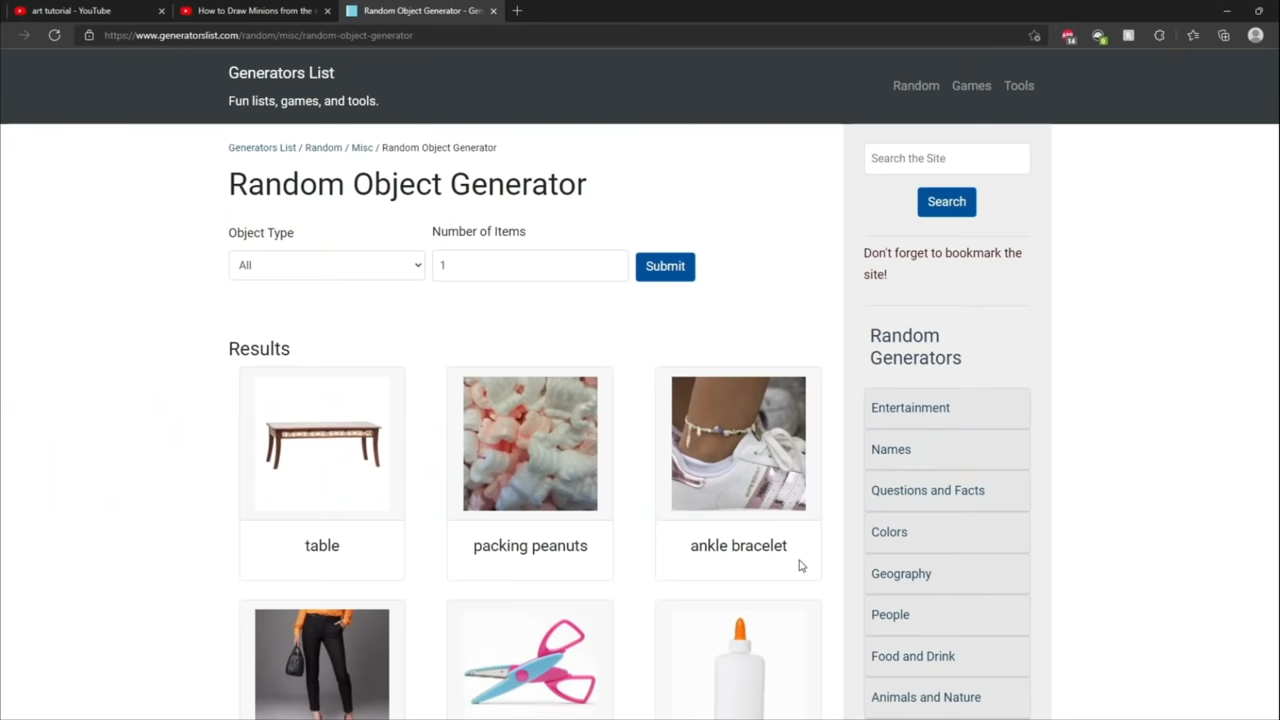 art tutorial - YouTube
How to Draw Minions from the
Random Object Generator - Gen
https://www.generatorslist.com/random/misc/random-object-generator
14
Generators List
Fun lists, games, and tools.
Random Games Tools
Generators List / Random / Misc / Random Object Generator
Random Object Generator
Object Type
Number of Items
All
1
Submit
Results
table
packing peanuts
ankle bracelet
Search the Site
Search
Don't forget to bookmark the
site!
Random
Generators
Entertainment
Names
Questions and Facts
Colors
Geography
People
Food and Drink
Animals and Nature